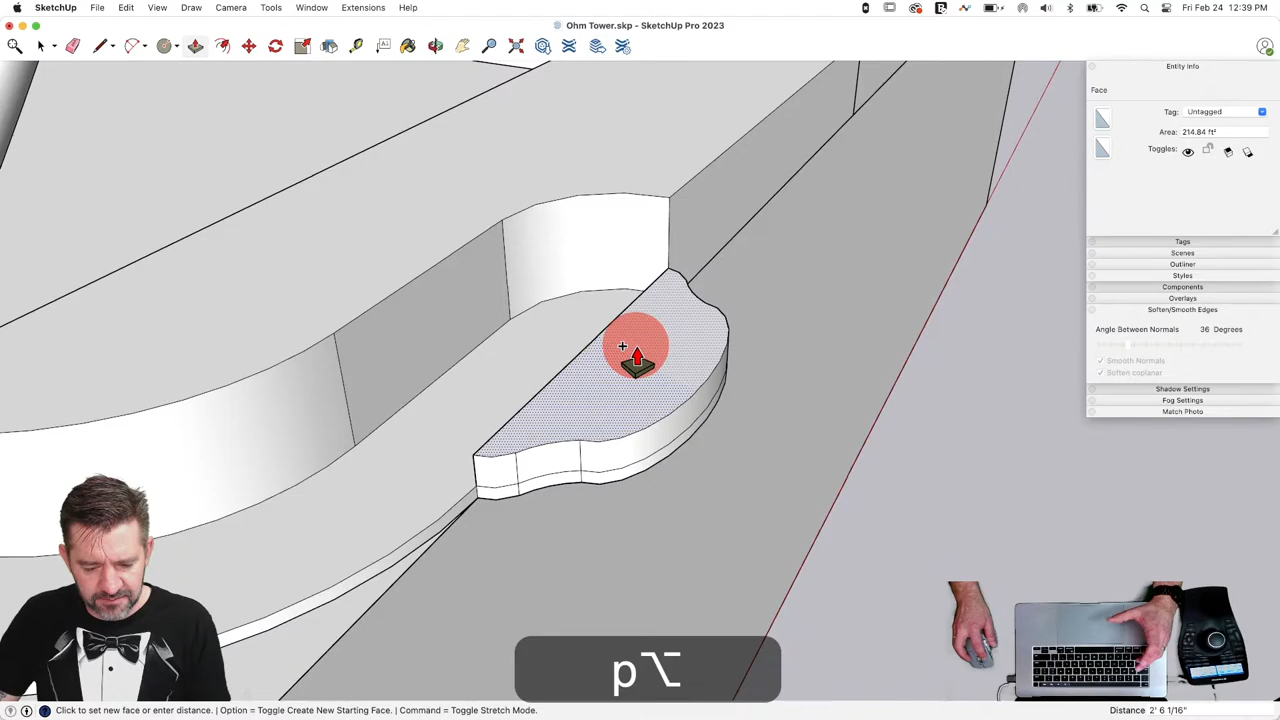 SketchUp File Edit View Draw Camera Tools Window Extensions Help Fri Feb 24 12:39 PM
Ohm Tower.skp - SketchUp Pro 2023
Entity Info
Face
Tag: Untagged
Area: 214.84 ft²
Toggles:
Tags
Scenes
Outliner
Styles
Components
Overlays
Soften/Smooth Edges
Angle Between Normals 36 Degrees
Smooth Normals
Soften coplanar
Shadow Settings
Fog Settings
Match Photo
p⌥
Click to set new face or enter distance. | Option = Toggle Create New Starting Face. | Command = Toggle Stretch Mode. Distance 2' 6 1/16"